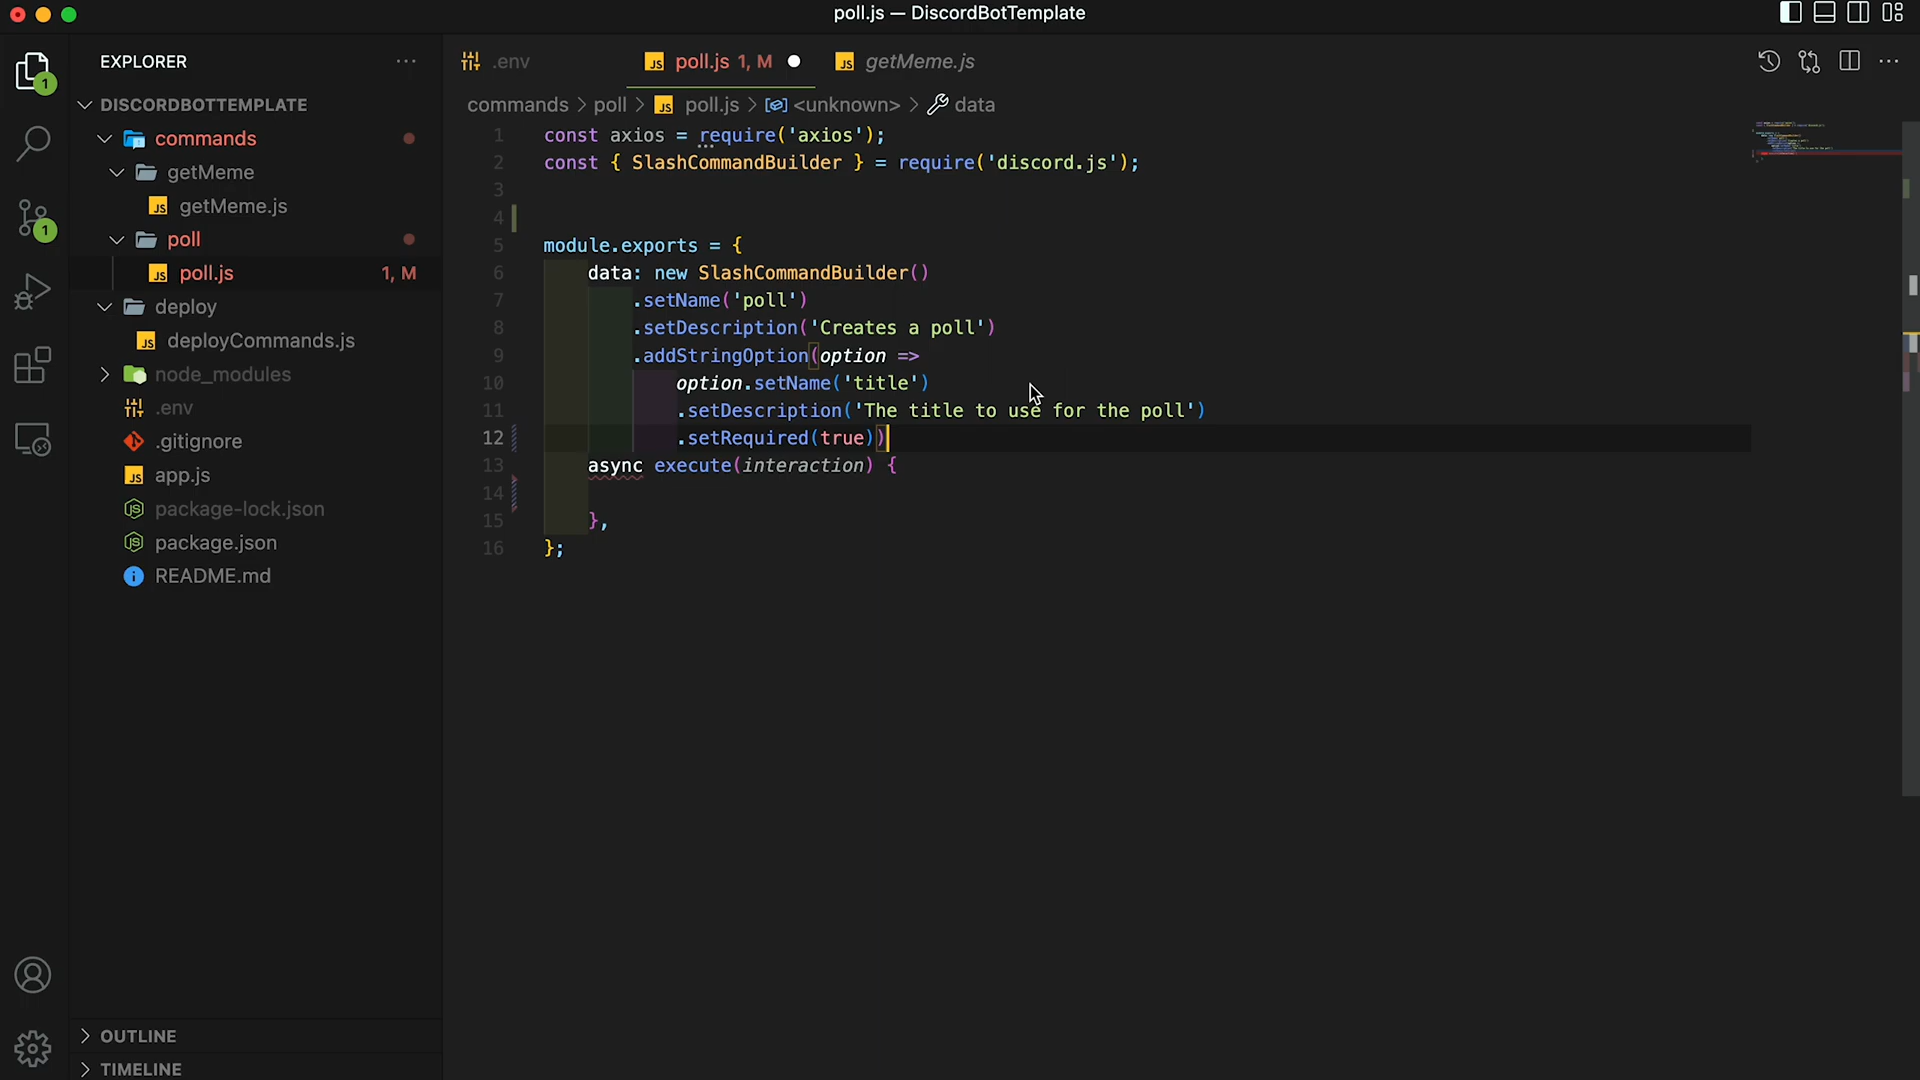 poll.js — DiscordBotTemplate
EXPLORER
.env
poll.js 1, M
getMeme.js
DISCORDBOTTEMPLATE
commands > poll > poll.js > <unknown> > data
commands
getMeme
getMeme.js
poll
poll.js 1, M
deploy
deployCommands.js
node_modules
.env
.gitignore
app.js
package-lock.json
package.json
README.md
OUTLINE
TIMELINE
1
1
1 const axios = require('axios');
2 const { SlashCommandBuilder } = require('discord.js');
3
4
5 module.exports = {
6 data: new SlashCommandBuilder()
7 .setName('poll')
8 .setDescription('Creates a poll')
9 .addStringOption(option =>
10 option.setName('title')
11 .setDescription('The title to use for the poll')
12 .setRequired(true))
13 async execute(interaction) {
14
15 },
16 };